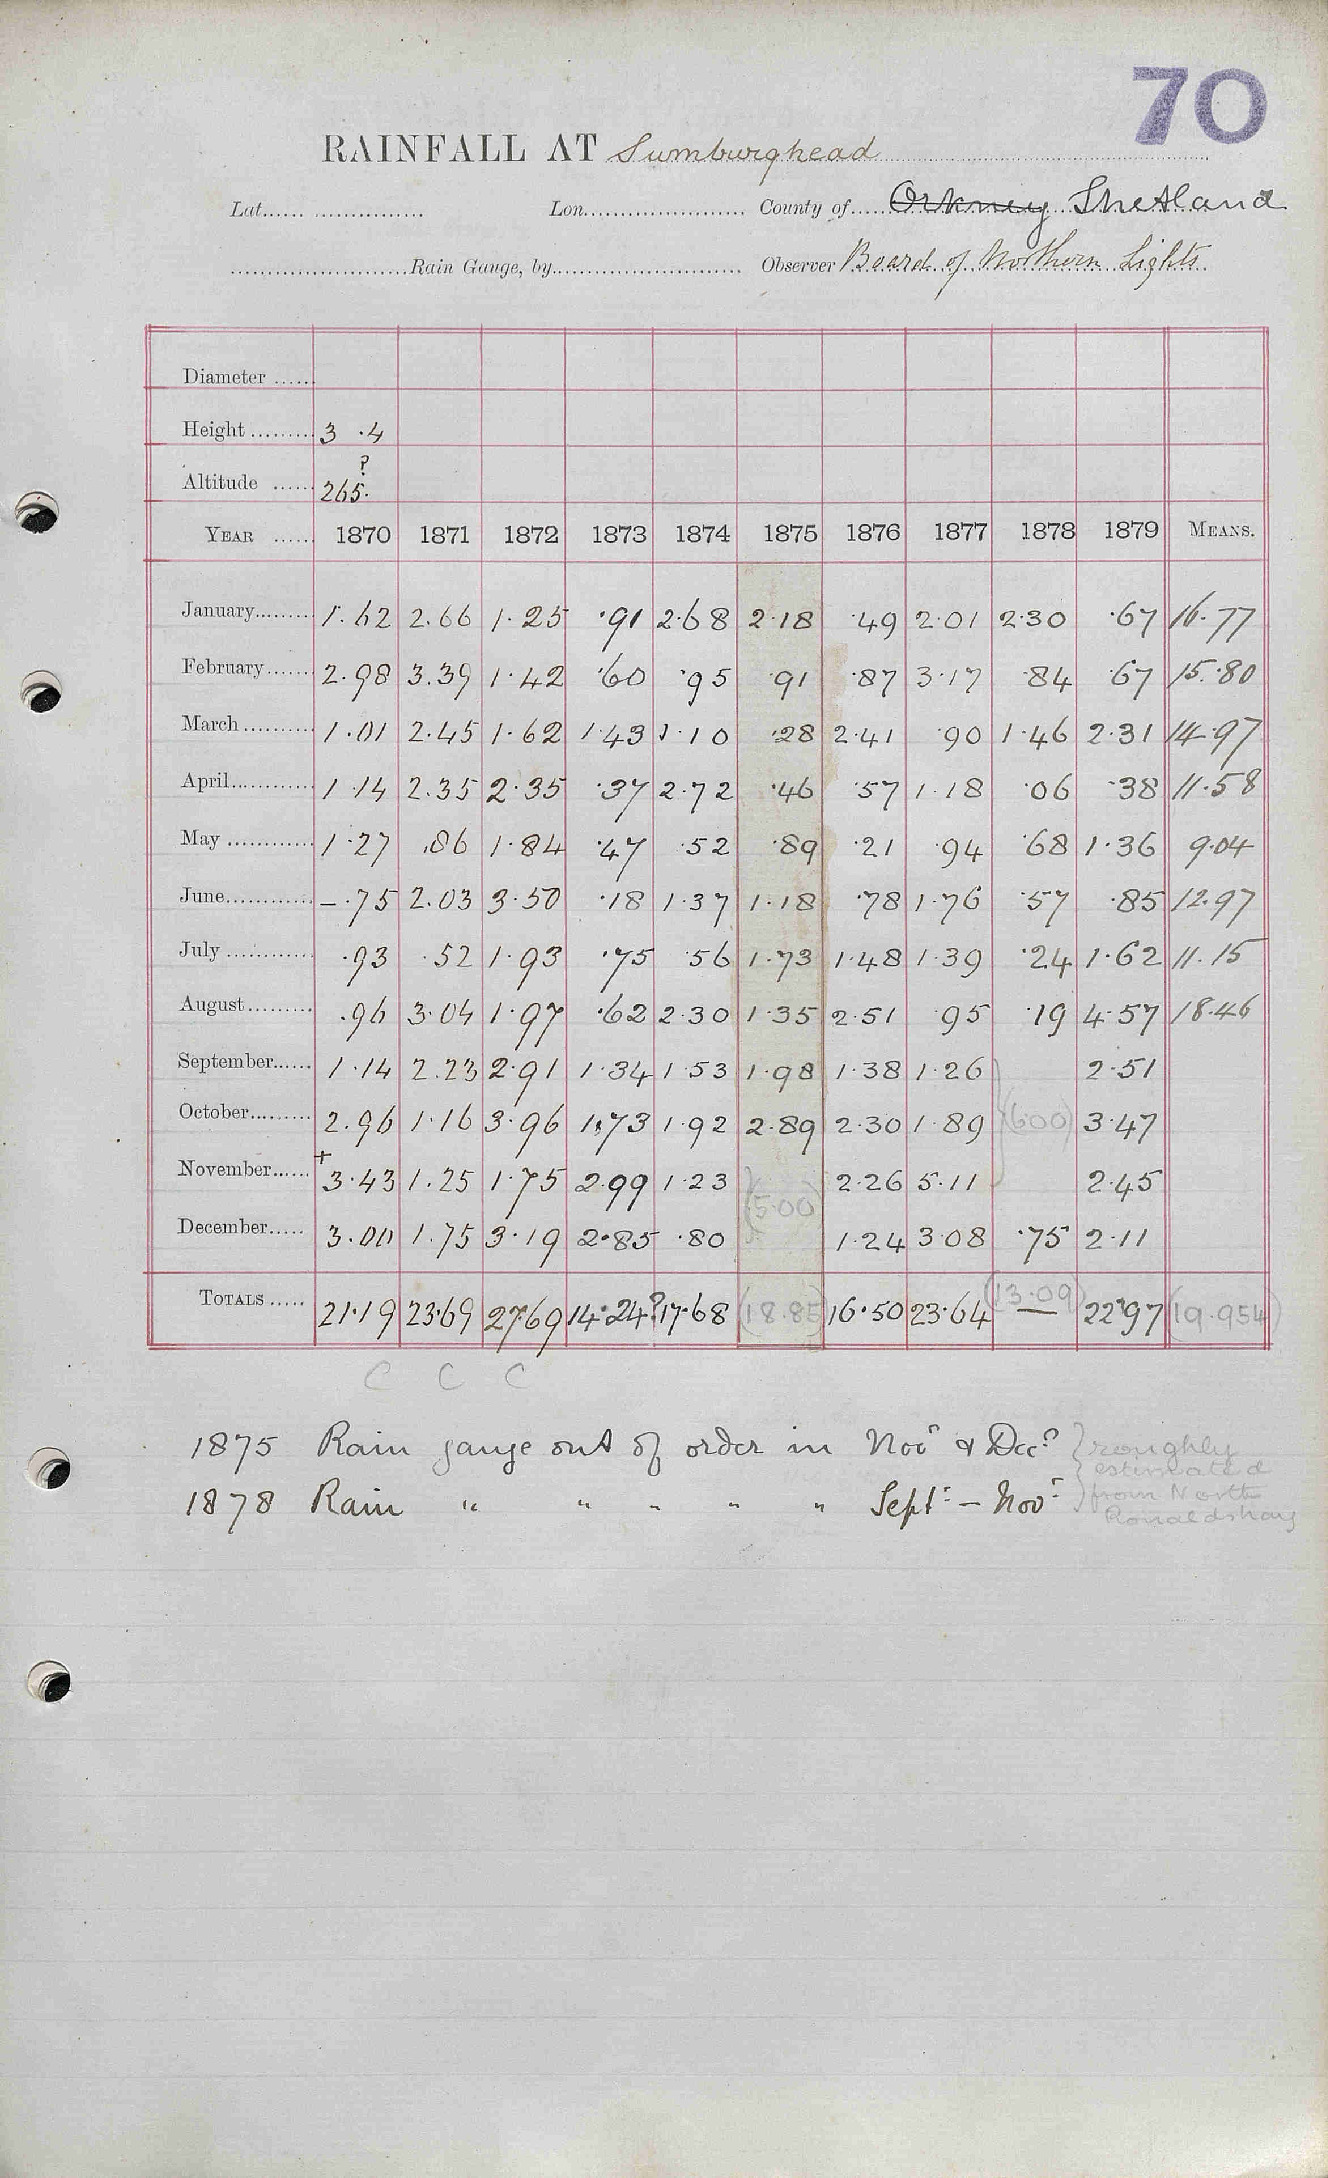 70
RAINFALL AT Sumburghead
Lat. Lon. County of Orkney Shetland
Rain Gauge, by Observer Board of Northern Lights
Diameter
Height 3 .4
Altitude 265. ?
YEAR 1870 1871 1872 1873 1874 1875 1876 1877 1878 1879 MEANS.
January 1.62 2.66 1.25 .91 2.68 2.18 .49 2.01 2.30 .67 16.77
February 2.98 3.39 1.42 .60 .95 .91 .87 3.17 .84 .67 15.80
March 1.01 2.45 1.62 1.43 1.10 .28 2.41 .90 1.46 2.31 14.97
April 1.14 2.35 2.35 .37 2.72 .46 .57 1.18 .06 .38 11.58
May 1.27 .86 1.84 .47 .52 .89 .21 .94 .68 1.36 9.04
June -.75 2.03 3.50 .18 1.37 1.18 .78 1.76 .57 .85 12.97
July .93 .52 1.93 .75 .56 1.73 1.48 1.39 .24 1.62 11.15
August .96 3.04 1.97 .62 2.30 1.35 2.51 .95 .19 4.57 18.46
September 1.14 2.23 2.91 1.34 1.53 1.98 1.38 1.26 2.51
October 2.96 1.16 3.96 1.73 1.92 2.89 2.30 1.89 (6.00) 3.47
November +3.43 1.25 1.75 2.99 1.23 (5.00) 2.26 5.11 2.45
December 3.00 1.75 3.19 2.85 .80 1.24 3.08 .75 2.11
TOTALS 21.19 23.69 27.69 14.24? 17.68 (18.85) 16.50 23.64 (13.09) — 22.97 (19.954)
C C C
1875 Rain gauge out of order in Nov. & Dec. } roughly
estimated
1878 Rain " " " " " Sept. – Nov. } from North
Ronaldshay